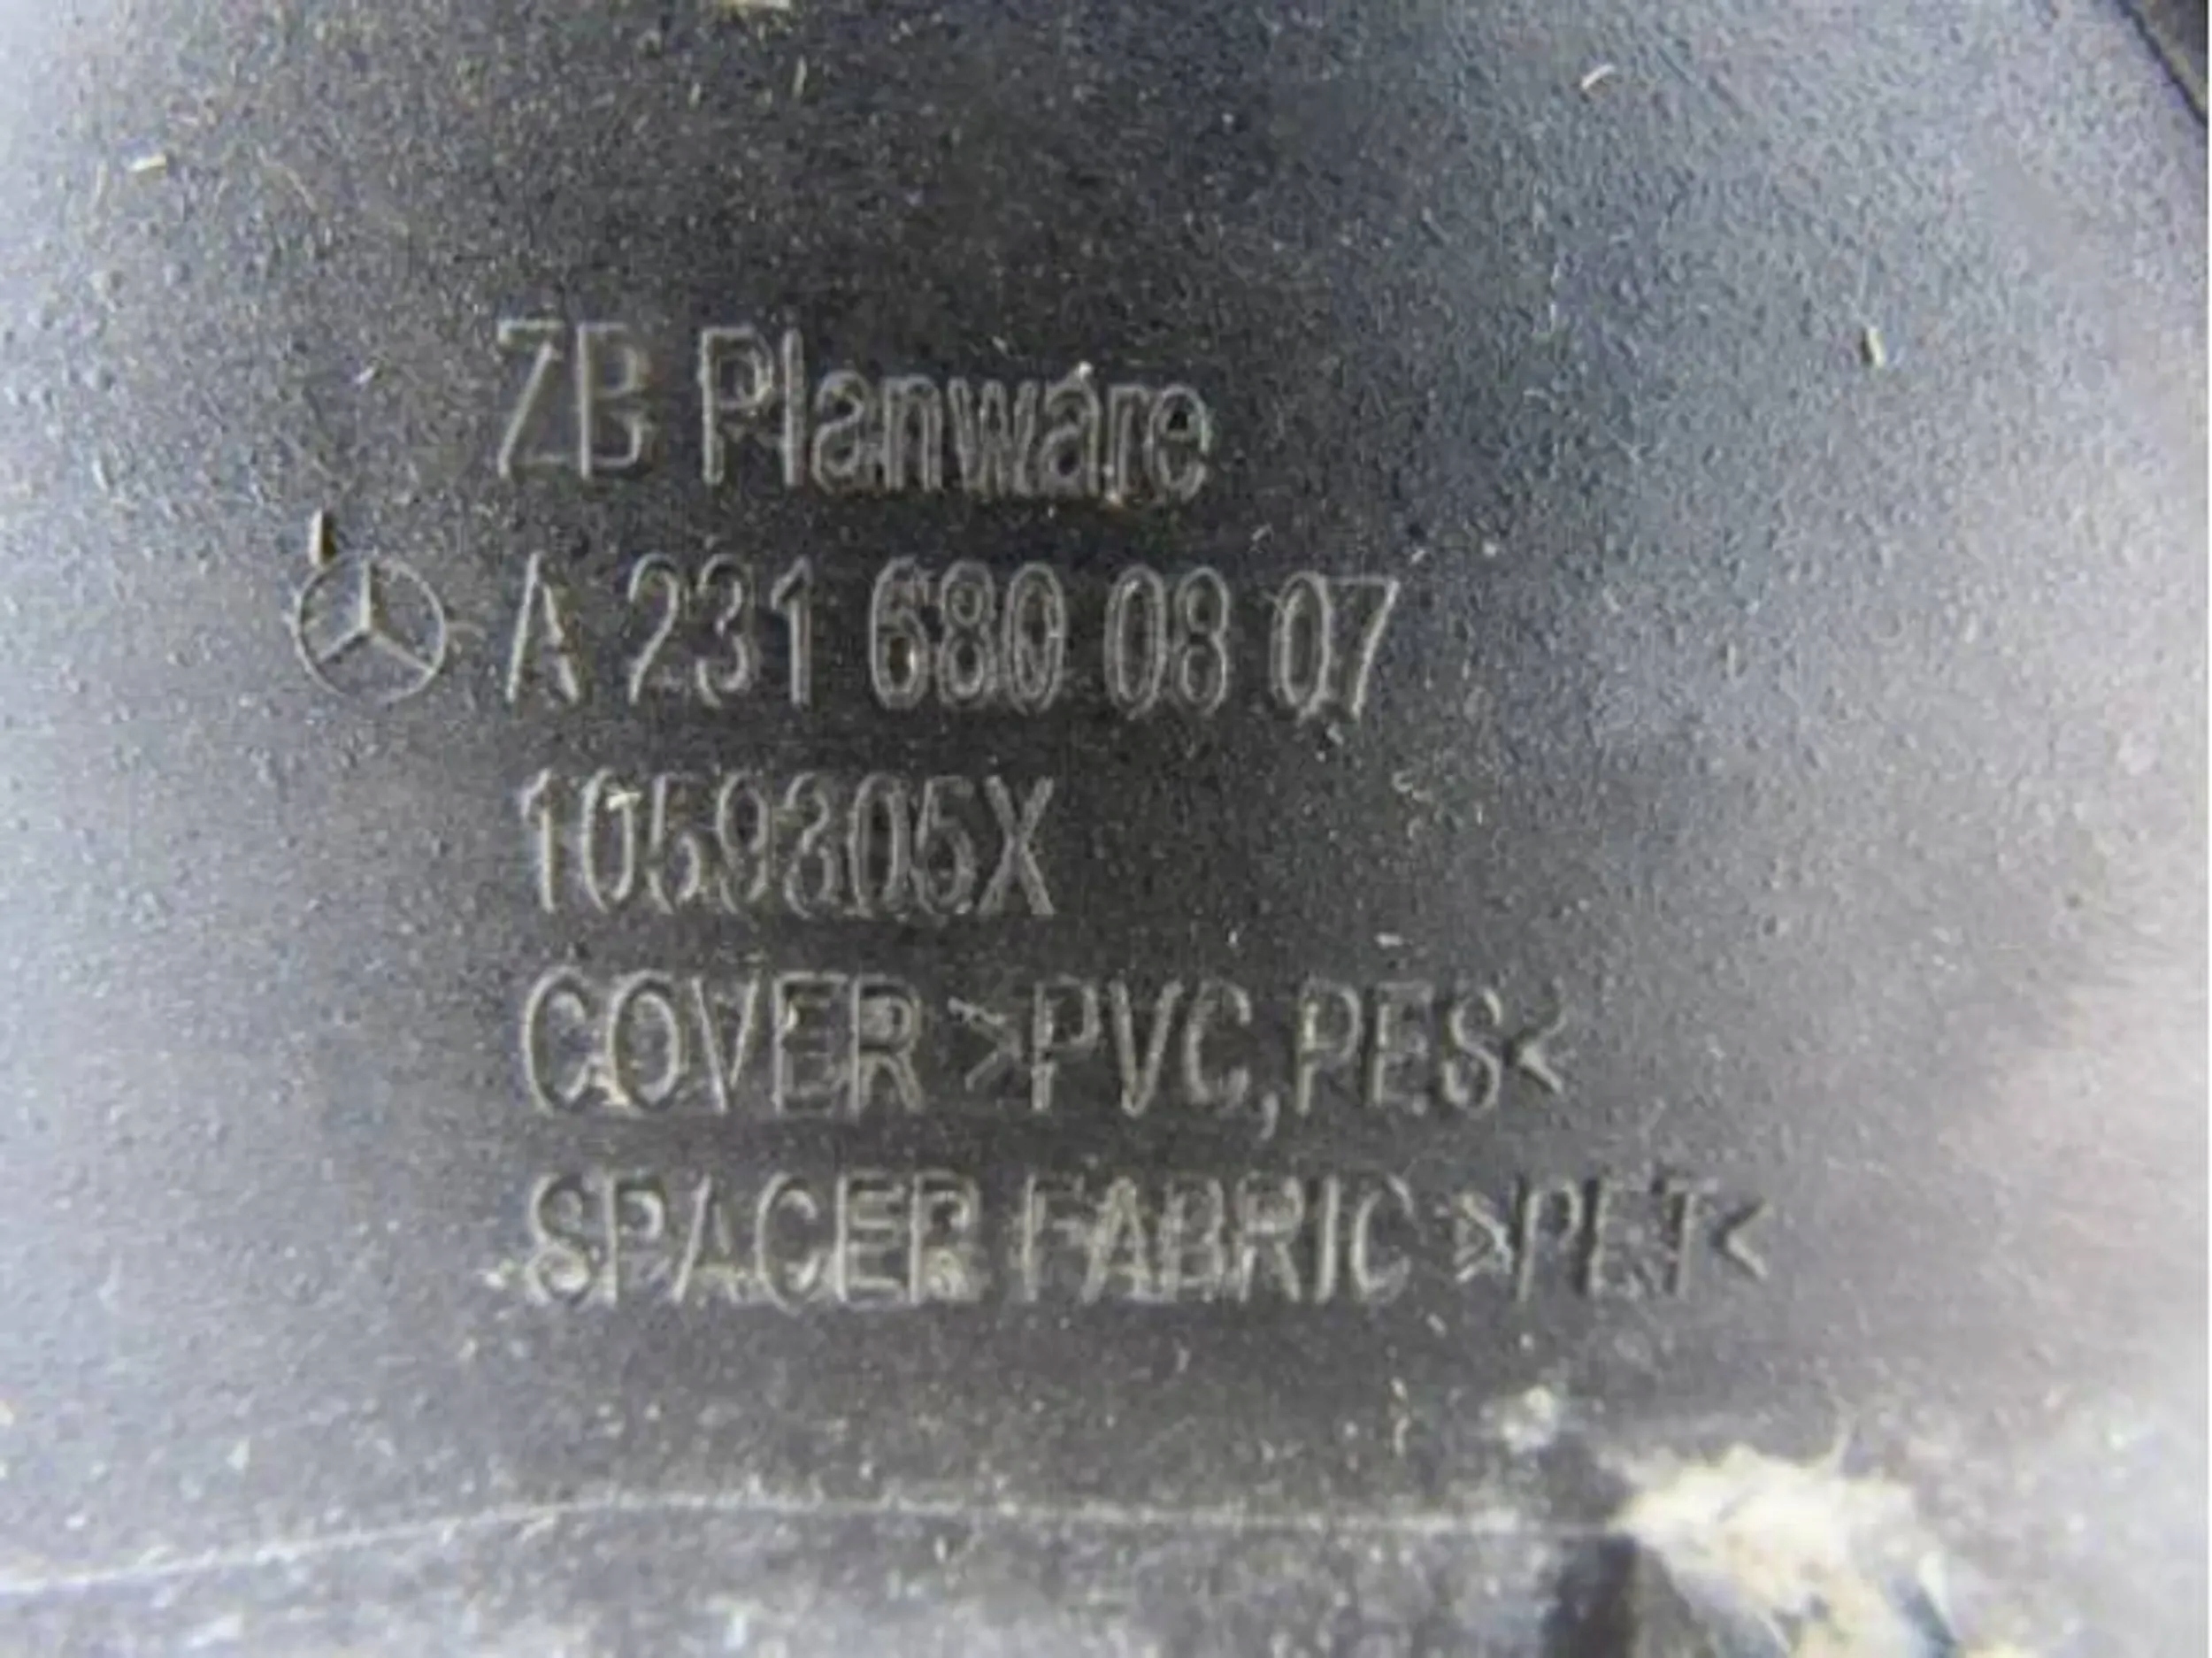 ZB Planware
A 231 680 08 07
1059805X
COVER >PVC,PES<
SPACER FABRIC >PET<